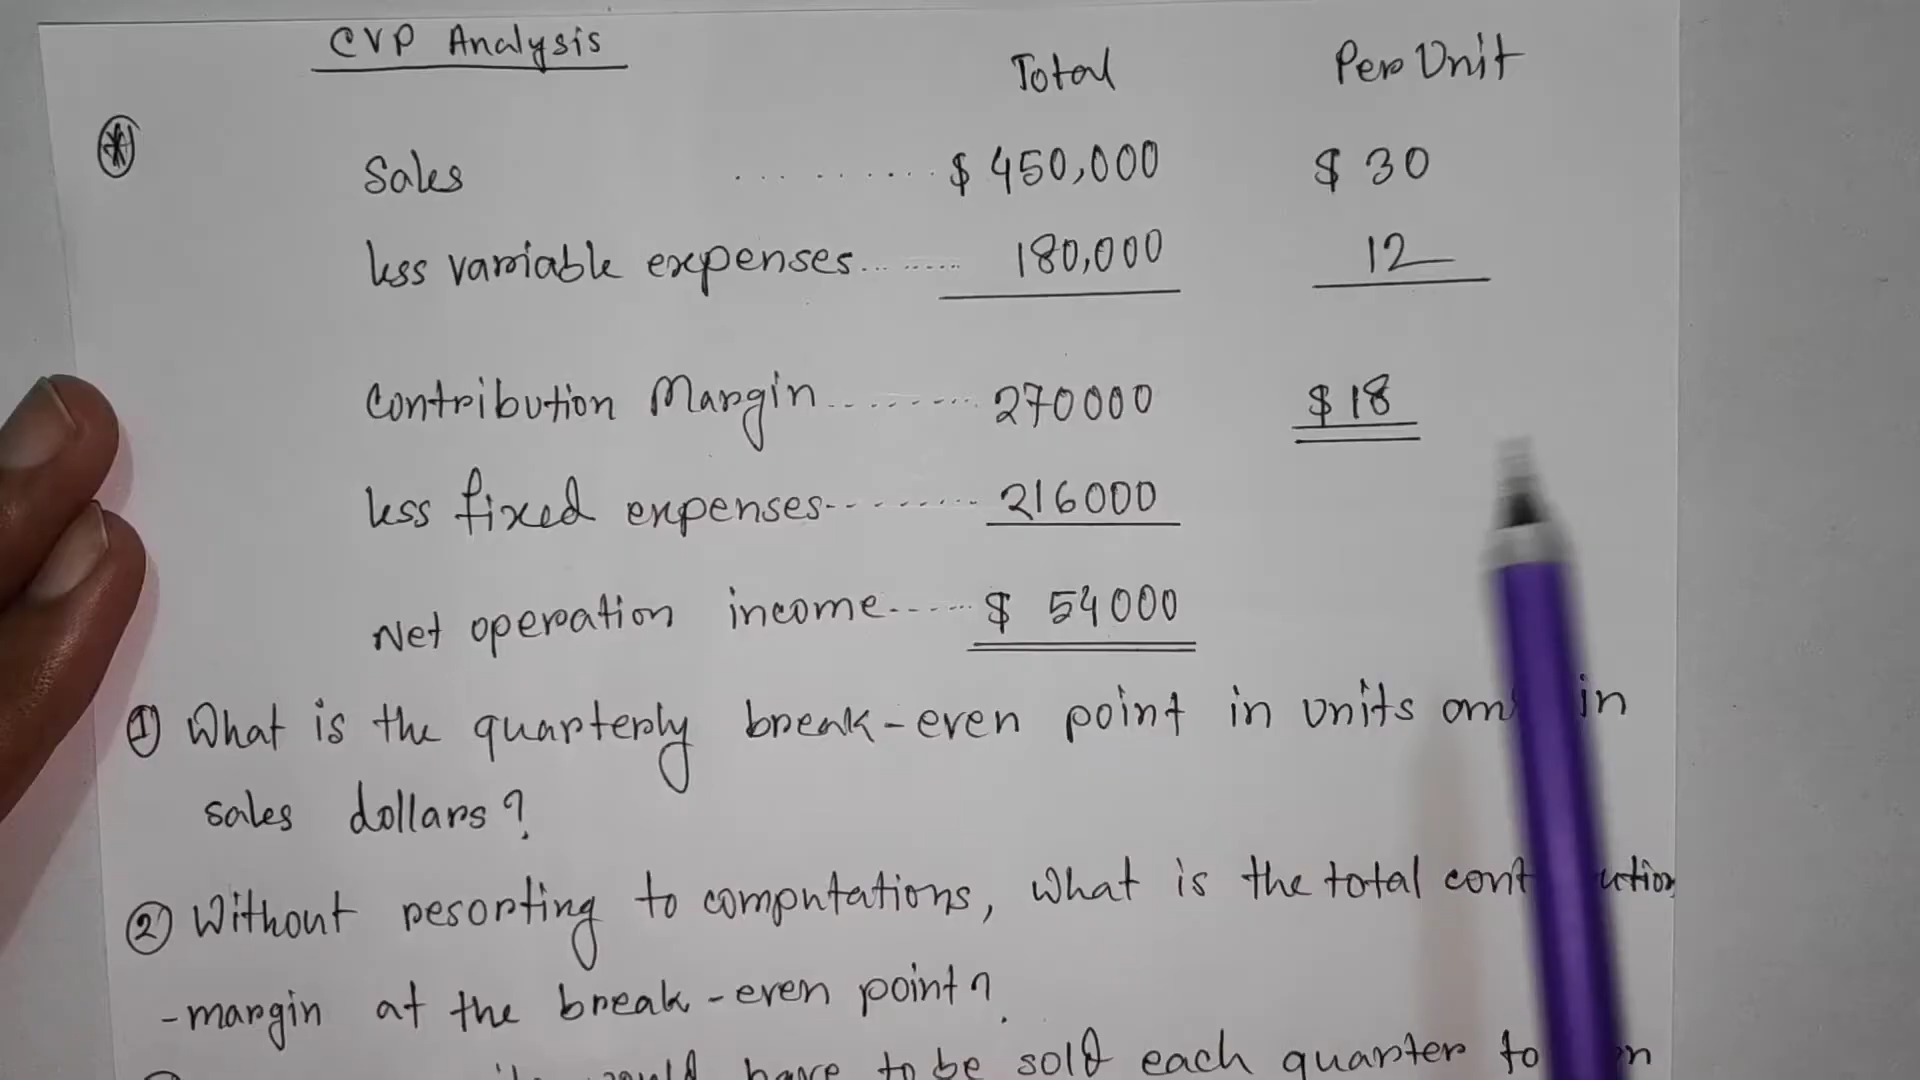 CVP Analysis
Total Per Unit
Sales .......... $ 450,000 $ 30
less variable expenses......... 180,000 12
Contribution Margin......... 270000 $ 18
less fixed expenses......... 216000
Net operation income....... $ 54000
① What is the quarterly break-even point in units in
sales dollars?
② Without resorting to computations, what is the total
-margin at the break-even point?
have to be sold each quarter to